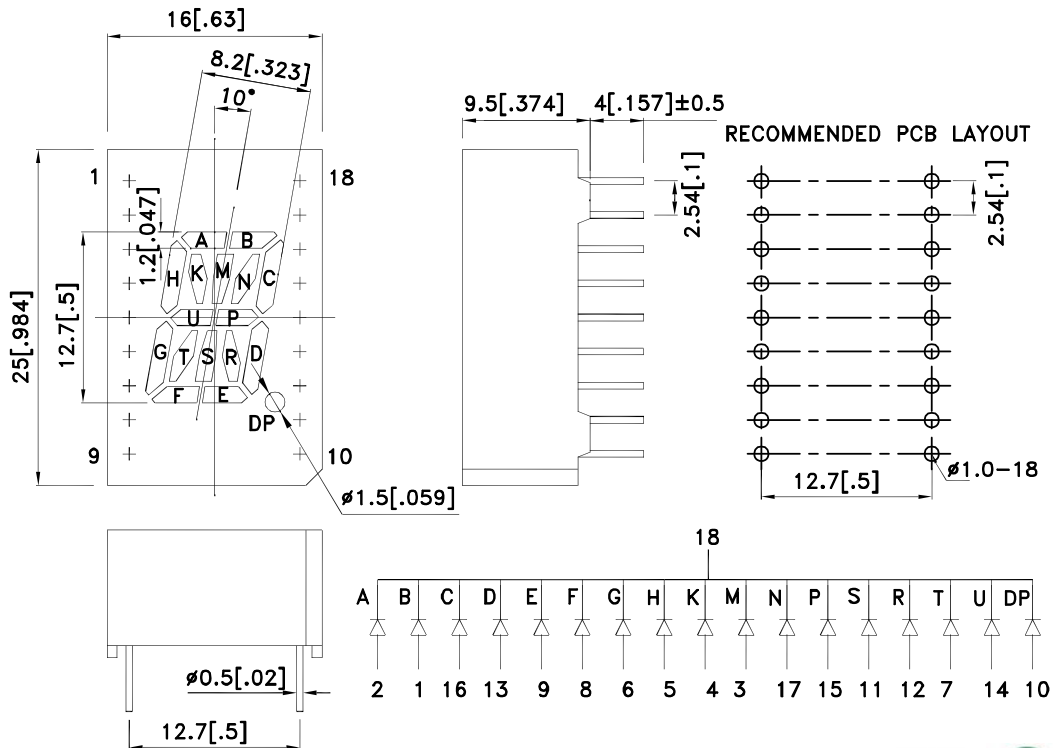 16[.63]
8.2[.323]
10°
9.5[.374] 4[.157]±0.5
RECOMMENDED PCB LAYOUT
1 18
2.54[.1]
2.54[.1]
1.2[.047]
25[.984]
12.7[.5]
A B
H K M N C
U P
G T S R D
F E
DP
9 10
ø1.5[.059]
ø1.0-18
12.7[.5]
18
A B C D E F G H K M N P S R T U DP
2 1 16 13 9 8 6 5 4 3 17 15 11 12 7 14 10
ø0.5[.02]
12.7[.5]